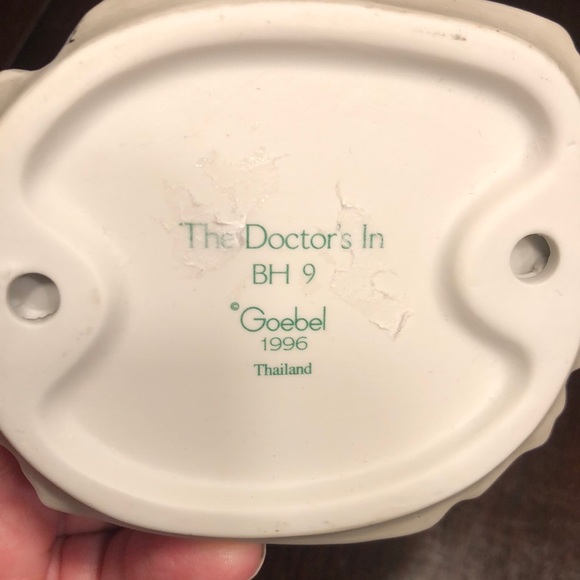 The Doctor's In
BH 9
© Goebel
1996
Thailand